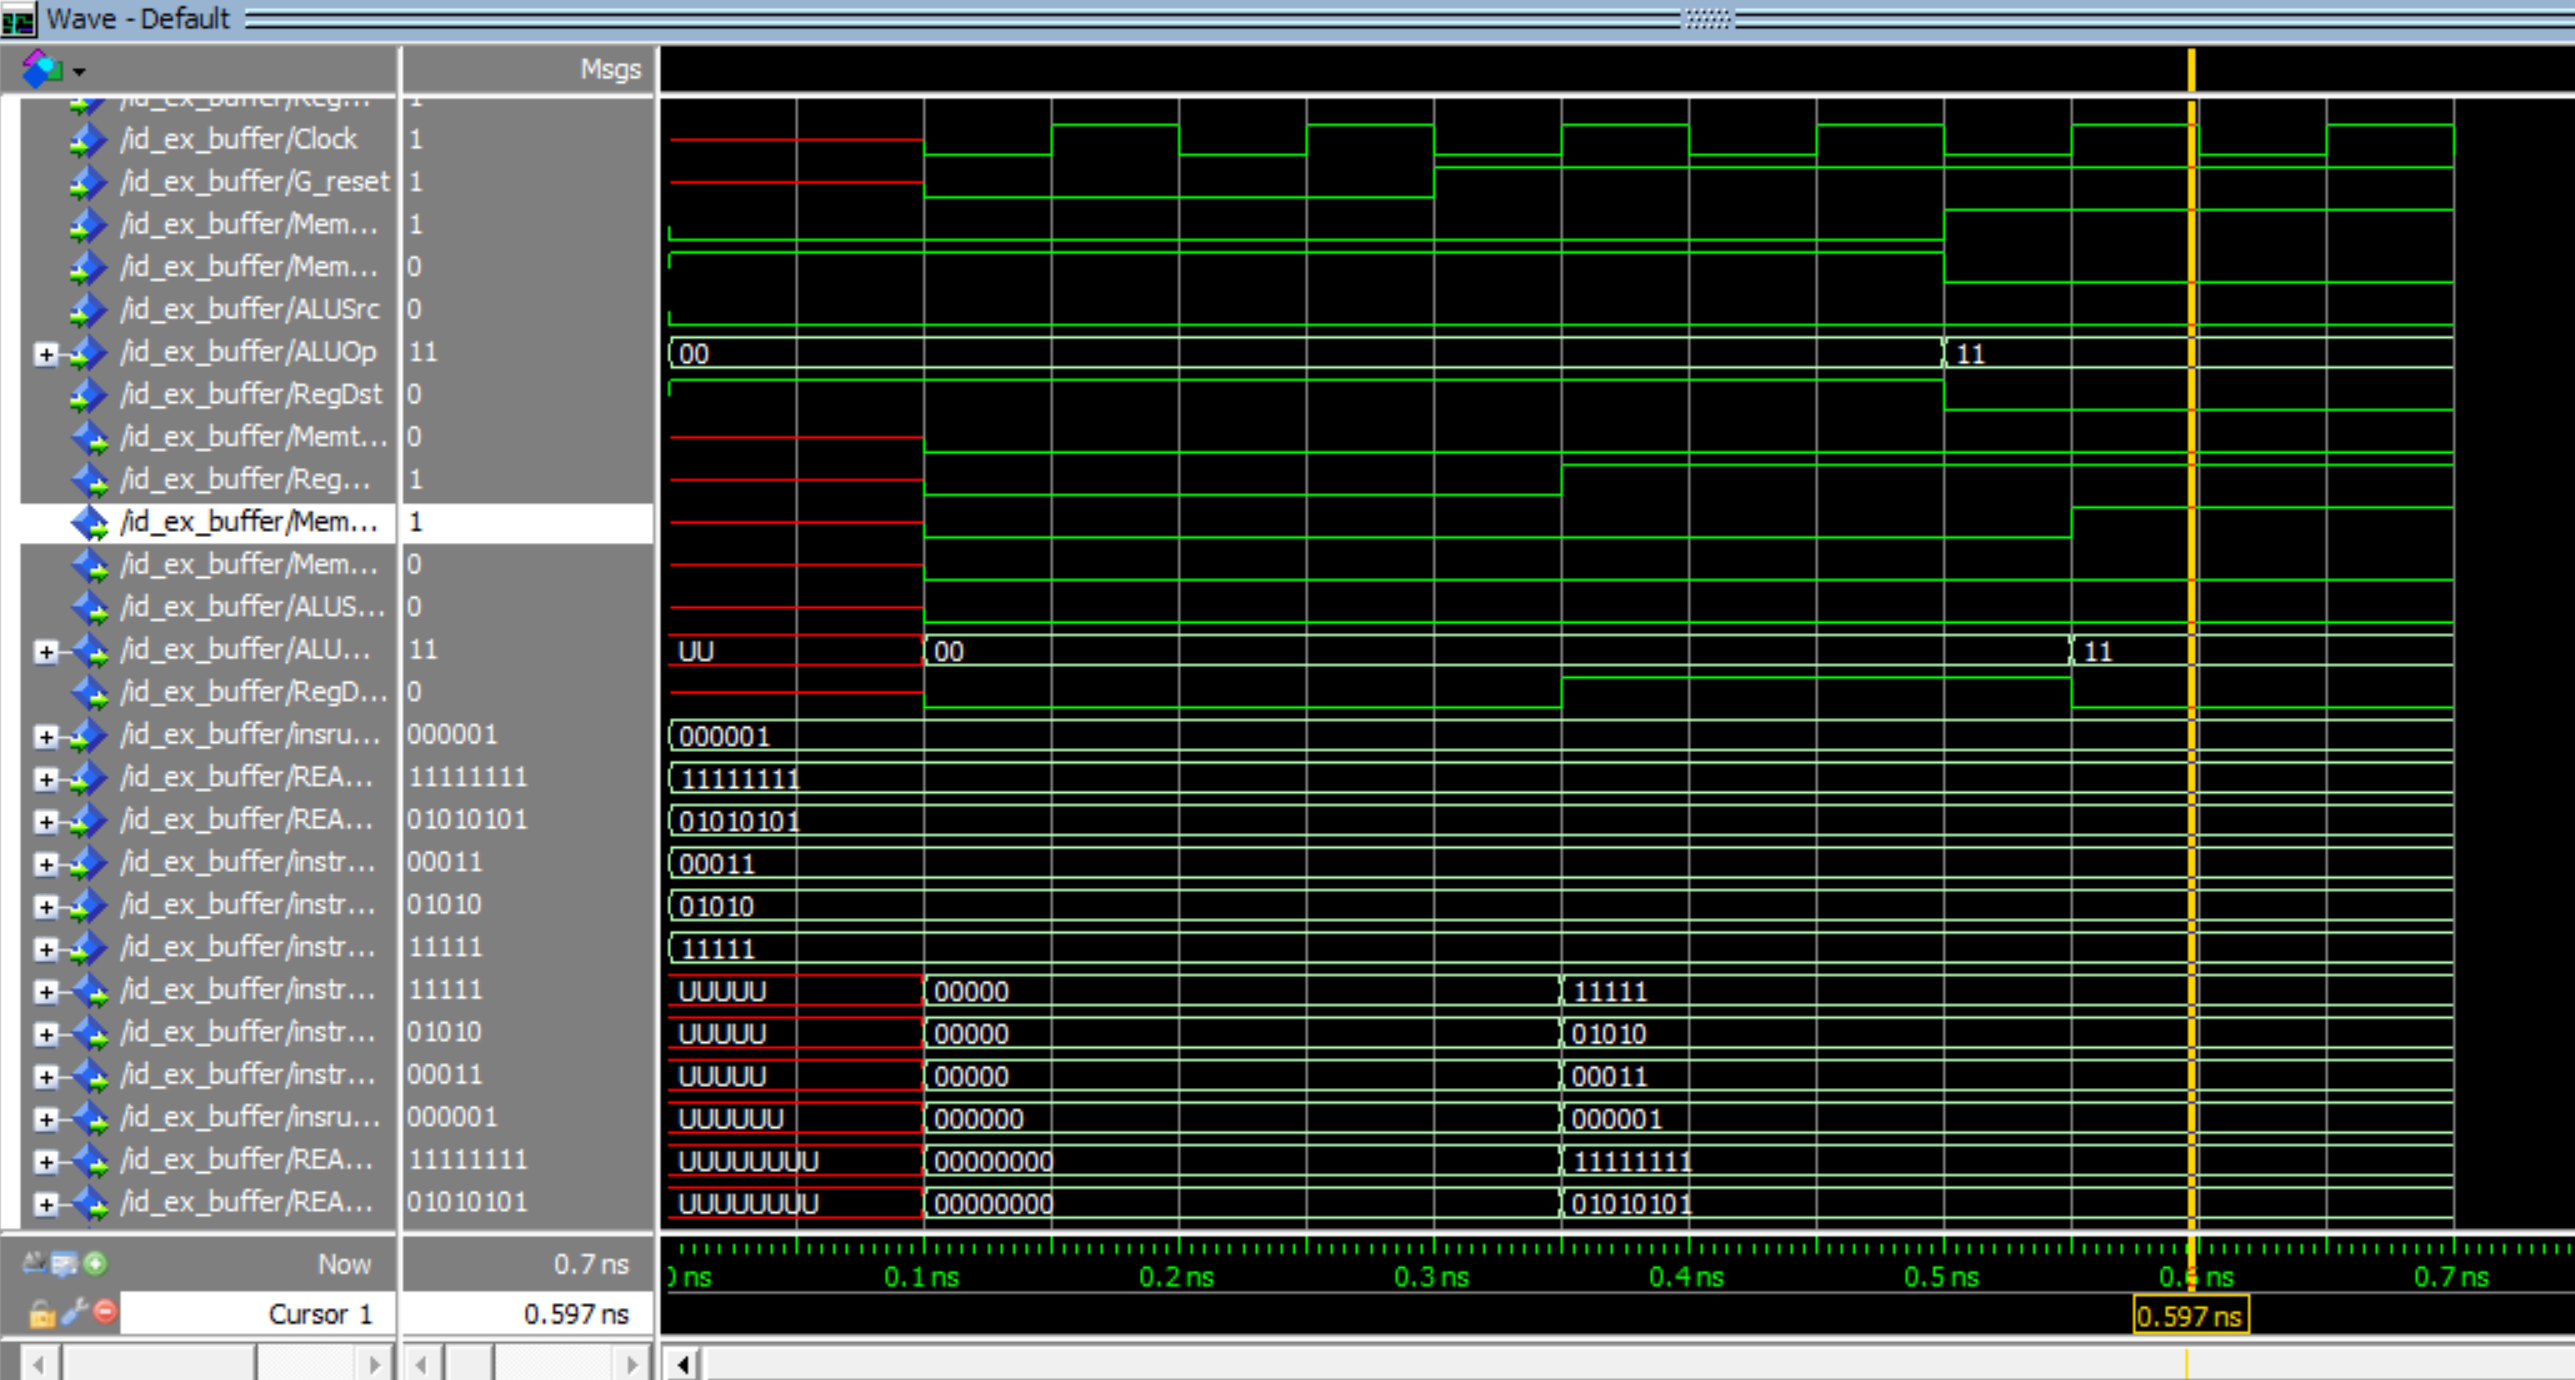 Wave - Default
Msgs
/id_ex_buffer/Reg... 1
/id_ex_buffer/Clock 1
/id_ex_buffer/G_reset 1
/id_ex_buffer/Mem... 1
/id_ex_buffer/Mem... 0
/id_ex_buffer/ALUSrc 0
/id_ex_buffer/ALUOp 11 00 11
/id_ex_buffer/RegDst 0
/id_ex_buffer/Memt... 0
/id_ex_buffer/Reg... 1
/id_ex_buffer/Mem... 1
/id_ex_buffer/Mem... 0
/id_ex_buffer/ALUS... 0
/id_ex_buffer/ALU... 11 UU 00 11
/id_ex_buffer/RegD... 0
/id_ex_buffer/insru... 000001 000001
/id_ex_buffer/REA... 11111111 11111111
/id_ex_buffer/REA... 01010101 01010101
/id_ex_buffer/instr... 00011 00011
/id_ex_buffer/instr... 01010 01010
/id_ex_buffer/instr... 11111 11111
/id_ex_buffer/instr... 11111 UUUUU 00000 11111
/id_ex_buffer/instr... 01010 UUUUU 00000 01010
/id_ex_buffer/instr... 00011 UUUUU 00000 00011
/id_ex_buffer/insru... 000001 UUUUUU 000000 000001
/id_ex_buffer/REA... 11111111 UUUUUUUU 00000000 11111111
/id_ex_buffer/REA... 01010101 UUUUUUUU 00000000 01010101
Now 0.7 ns 0 ns 0.1 ns 0.2 ns 0.3 ns 0.4 ns 0.5 ns 0.6 ns 0.7 ns
Cursor 1 0.597 ns 0.597 ns